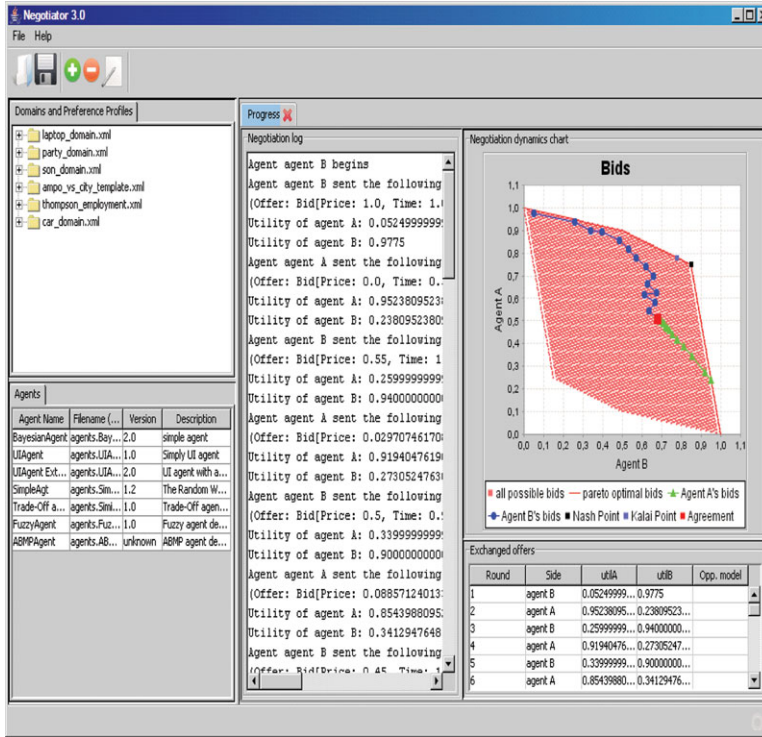 Negotiator 3.0
File Help
Domains and Preference Profiles
laptop_domain.xml
party_domain.xml
son_domain.xml
ampo_vs_city_template.xml
thompson_employment.xml
car_domain.xml
Agents
Agent Name Filename (... Version Description
BayesianAgent agents.Bay... 2.0 simple agent
UIAgent agents.UIA... 1.0 Simply UI agent
UIAgent Ext... agents.UIA... 2.0 UI agent with a...
SimpleAgt agents.Sim... 1.2 The Random W...
Trade-Off a... agents.Simi... 1.0 Trade-Off agen...
FuzzyAgent agents.Fuz... 1.0 Fuzzy agent de...
ABMPAgent agents.AB... unknown ABMP agent de...
Progress
Negotiation log
Agent agent B begins
Agent agent B sent the following
(Offer: Bid[Price: 1.0, Time: 1.
Utility of agent A: 0.0524999999
Utility of agent B: 0.9775
Agent agent A sent the following
(Offer: Bid[Price: 0.0, Time: 0.
Utility of agent A: 0.9523809523
Utility of agent B: 0.2380952380
Agent agent B sent the following
(Offer: Bid[Price: 0.55, Time: 1
Utility of agent A: 0.2599999999
Utility of agent B: 0.9400000000
Agent agent A sent the following
(Offer: Bid[Price: 0.02970746170
Utility of agent A: 0.9194047619
Utility of agent B: 0.2730524763
Agent agent B sent the following
(Offer: Bid[Price: 0.5, Time: 0.
Utility of agent A: 0.3399999999
Utility of agent B: 0.9000000000
Agent agent A sent the following
(Offer: Bid[Price: 0.0885712401
Utility of agent A: 0.8543988095
Utility of agent B: 0.3412947648
Agent agent B sent the following
(Offer: Bid[Price: 0.45, Time: 1
Negotiation dynamics chart
Bids
1,1
1,0
0,9
0,8
0,7
0,6
0,5
0,4
0,3
0,2
0,1
0,0
Agent A
0,0 0,1 0,2 0,3 0,4 0,5 0,6 0,7 0,8 0,9 1,0 1,1
Agent B
all possible bids pareto optimal bids Agent A's bids
Agent B's bids Nash Point Kalai Point Agreement
Exchanged offers
Round Side utilA utilB Opp. model
1 agent B 0.05249999... 0.9775
2 agent A 0.95238095... 0.23809523...
3 agent B 0.25999999... 0.94000000...
4 agent A 0.91940476... 0.27305247...
5 agent B 0.33999999... 0.90000000...
6 agent A 0.85439880... 0.34129476...